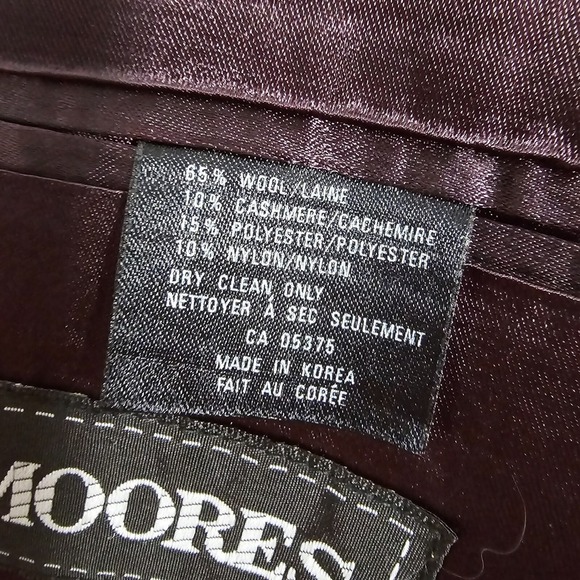 65% WOOL/LAINE
10% CASHMERE/CACHEMIRE
15% POLYESTER/POLYESTER
10% NYLON/NYLON
DRY CLEAN ONLY
NETTOYER À SEC SEULEMENT
CA 05375
MADE IN KOREA
FAIT AU CORÉE
MOORES